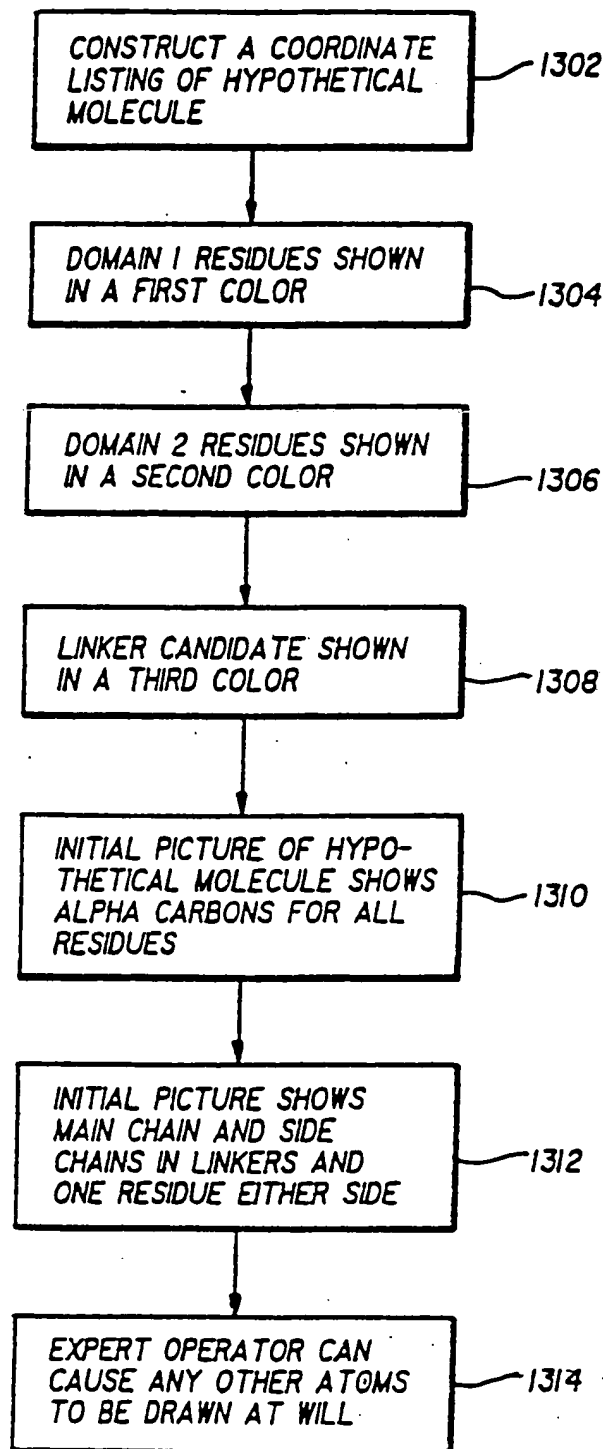 CONSTRUCT A COORDINATE
LISTING OF HYPOTHETICAL
MOLECULE
1302
DOMAIN 1 RESIDUES SHOWN
IN A FIRST COLOR
1304
DOMAIN 2 RESIDUES SHOWN
IN A SECOND COLOR
1306
LINKER CANDIDATE SHOWN
IN A THIRD COLOR
1308
INITIAL PICTURE OF HYPO-
THETICAL MOLECULE SHOWS
ALPHA CARBONS FOR ALL
RESIDUES
1310
INITIAL PICTURE SHOWS
MAIN CHAIN AND SIDE
CHAINS IN LINKERS AND
ONE RESIDUE EITHER SIDE
1312
EXPERT OPERATOR CAN
CAUSE ANY OTHER ATOMS
TO BE DRAWN AT WILL
1314